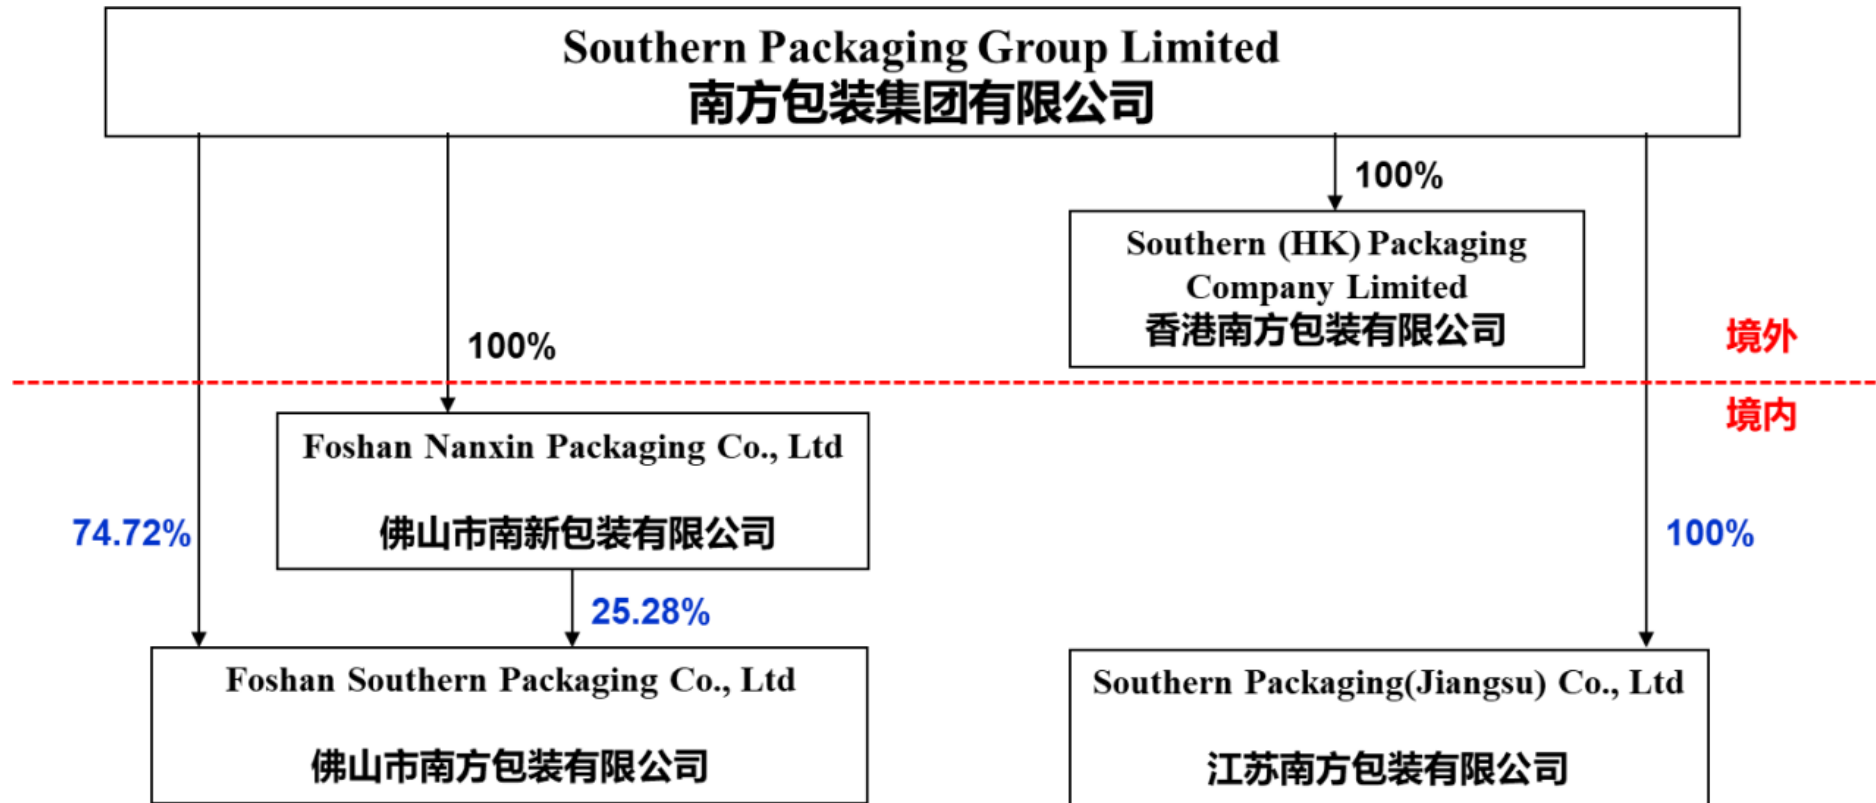 Southern Packaging Group Limited
南方包装集团有限公司
100%
Southern (HK) Packaging
Company Limited
香港南方包装有限公司
100%
境外
境内
Foshan Nanxin Packaging Co., Ltd
佛山市南新包装有限公司
74.72%
100%
25.28%
Foshan Southern Packaging Co., Ltd
佛山市南方包装有限公司
Southern Packaging(Jiangsu) Co., Ltd
江苏南方包装有限公司